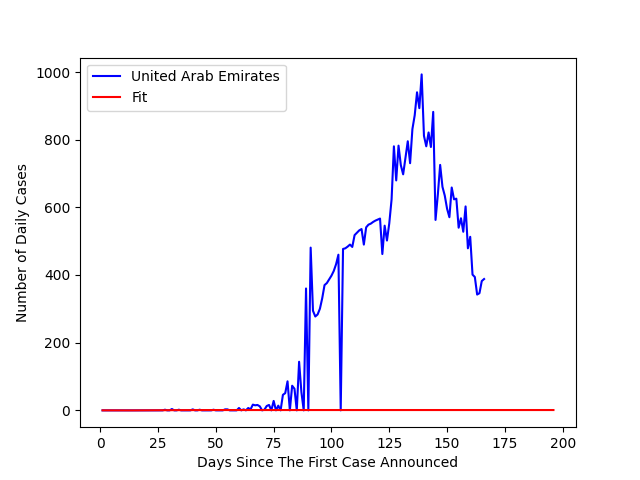 United Arab Emirates
Fit
1000
800
600
400
200
0
Number of Daily Cases
0 25 50 75 100 125 150 175 200
Days Since The First Case Announced